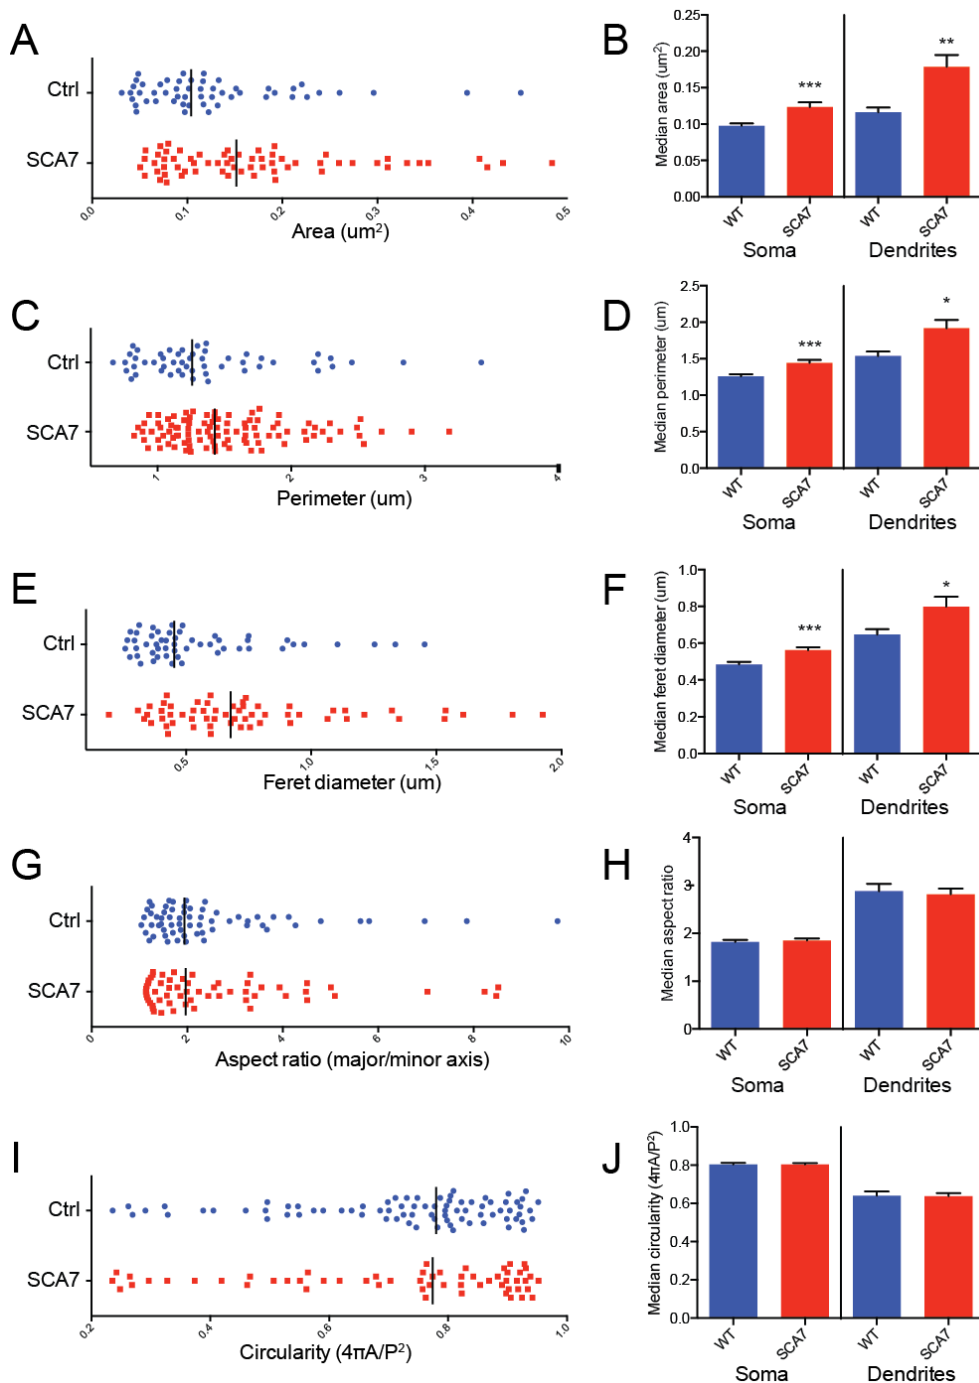 A
Ctrl
SCA7
0.0 0.1 0.2 0.3 0.4 0.5
Area (um²)
B
Median area (um²)
0.25
0.20
0.15
0.10
0.05
0.00
*** **
WT SCA7 WT SCA7
Soma Dendrites
C
Ctrl
SCA7
1 2 3 4
Perimeter (um)
D
Median perimeter (um)
2.5
2.0
1.5
1.0
0.5
0.0
*** *
WT SCA7 WT SCA7
Soma Dendrites
E
Ctrl
SCA7
0.5 1.0 1.5 2.0
Feret diameter (um)
F
Median feret diameter (um)
1.0
0.8
0.6
0.4
0.2
0.0
*** *
WT SCA7 WT SCA7
Soma Dendrites
G
Ctrl
SCA7
0 2 4 6 8 10
Aspect ratio (major/minor axis)
H
Median aspect ratio
4
3
2
1
0
WT SCA7 WT SCA7
Soma Dendrites
I
Ctrl
SCA7
0.2 0.4 0.6 0.8 1.0
Circularity (4πA/P²)
J
Median circularity (4πA/P²)
1.0
0.8
0.6
0.4
0.2
0.0
WT SCA7 WT SCA7
Soma Dendrites